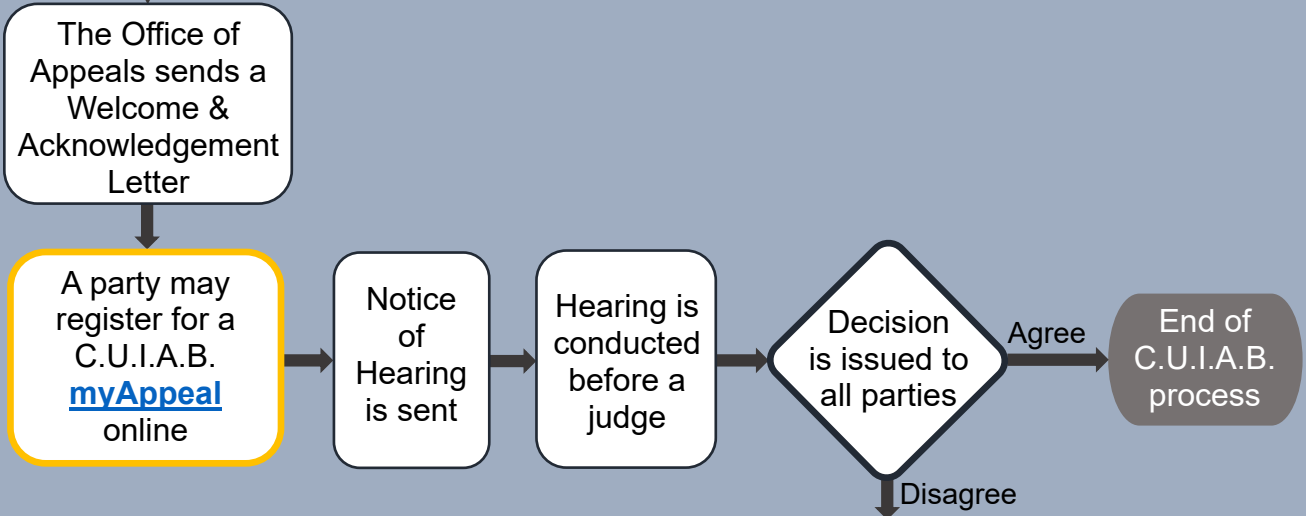 The Office of
Appeals sends a
Welcome &
Acknowledgement
Letter
A party may
register for a
C.U.I.A.B.
myAppeal
online
Notice
of
Hearing
is sent
Hearing is
conducted
before a
judge
Decision
is issued to
all parties
Agree
End of
C.U.I.A.B.
process
Disagree